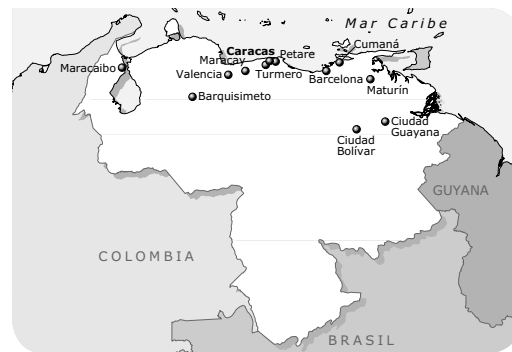 Mar Caribe
Cumaná
Caracas
Petare
Maracay
Maracaibo
Valencia
Turmero
Barcelona
Maturín
Barquisimeto
Ciudad
Guayana
Ciudad
Bolívar
GUYANA
COLOMBIA
BRASIL